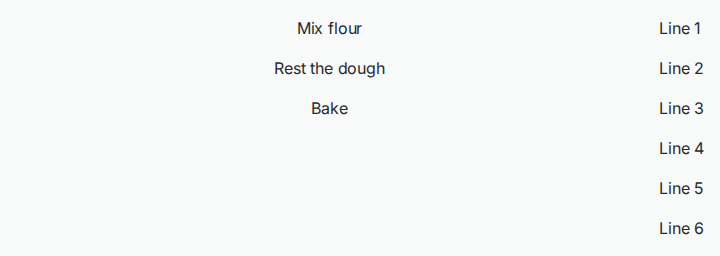 Mix flour Line 1
Rest the dough Line 2
Bake Line 3
Line 4
Line 5
Line 6